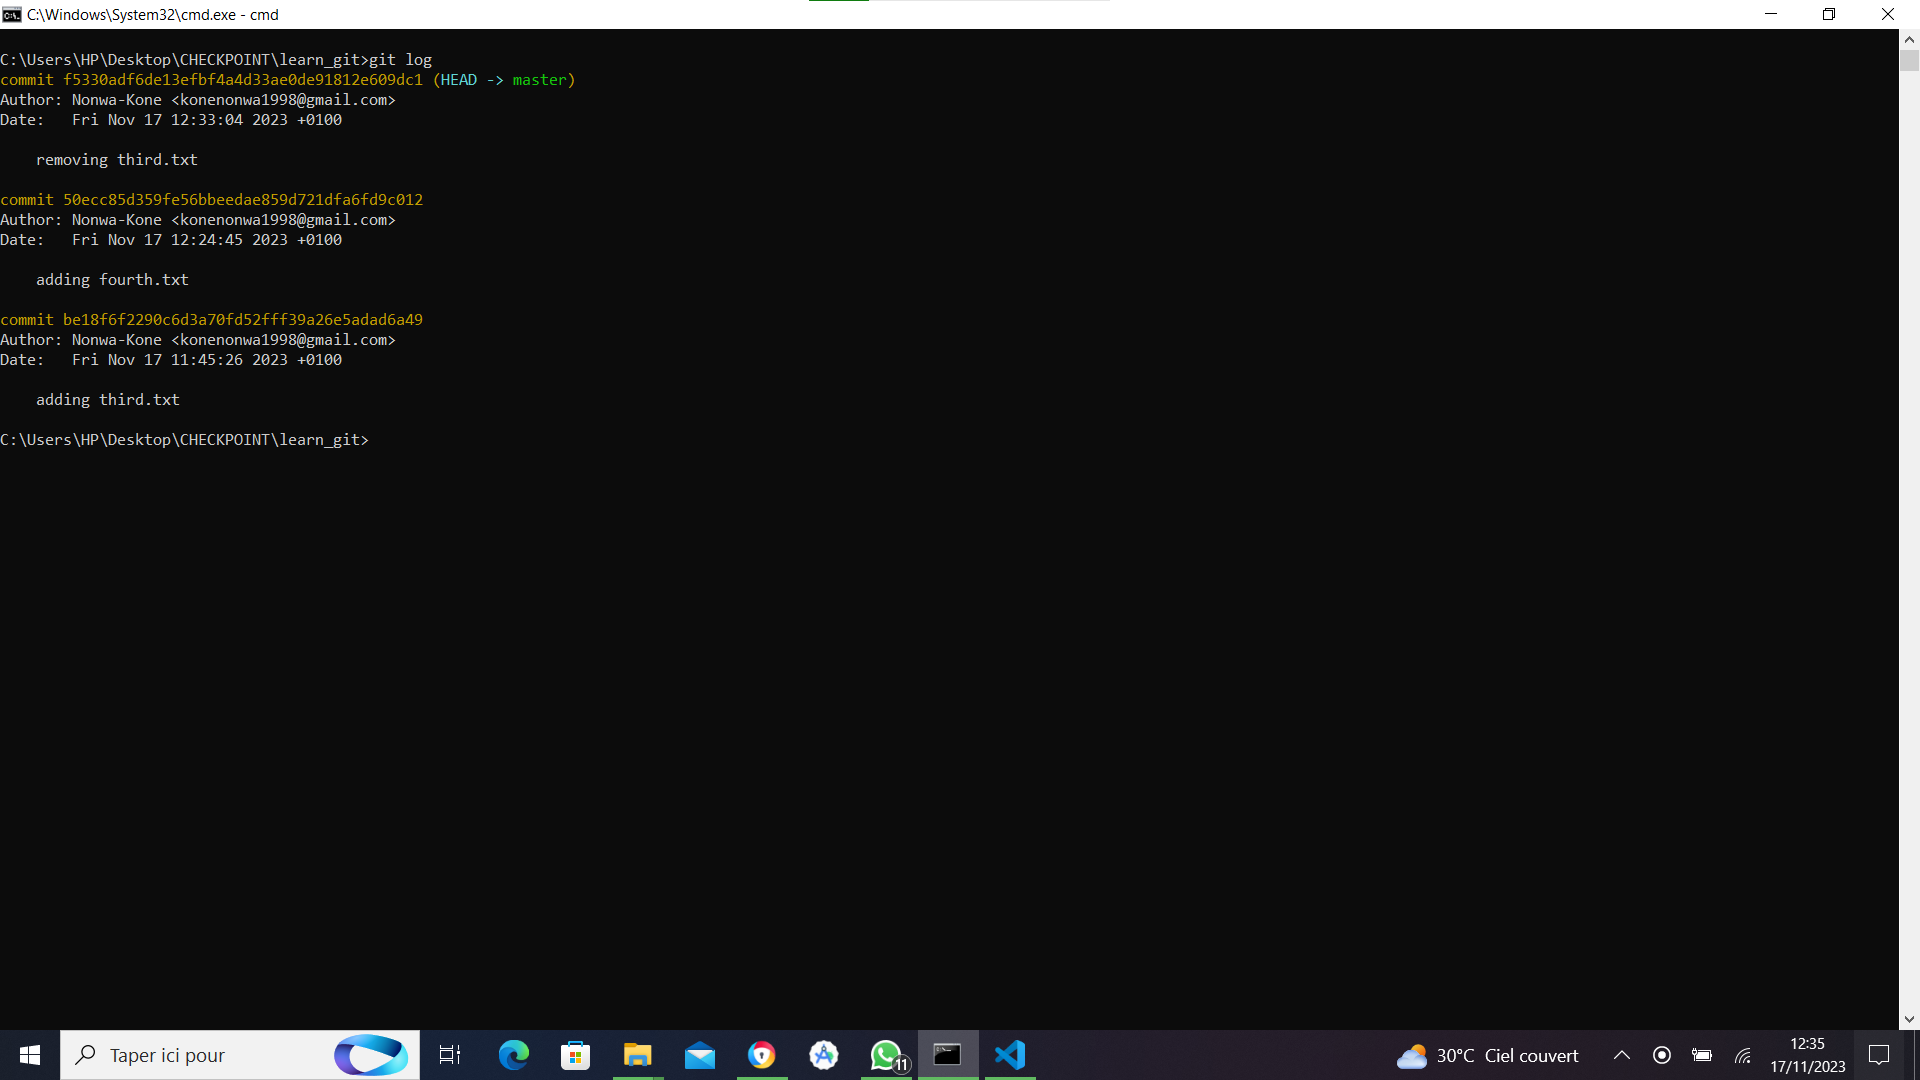 C:\Windows\System32\cmd.exe - cmd
C:\Users\HP\Desktop\CHECKPOINT\learn_git>git log
commit f5330adf6de13efbf4a4d33ae0de91812e609dc1 (HEAD -> master)
Author: Nonwa-Kone <konenonwa1998@gmail.com>
Date:   Fri Nov 17 12:33:04 2023 +0100
    removing third.txt
commit 50ecc85d359fe56bbeedae859d721dfa6fd9c012
Author: Nonwa-Kone <konenonwa1998@gmail.com>
Date:   Fri Nov 17 12:24:45 2023 +0100
    adding fourth.txt
commit be18f6f2290c6d3a70fd52fff39a26e5adad6a49
Author: Nonwa-Kone <konenonwa1998@gmail.com>
Date:   Fri Nov 17 11:45:26 2023 +0100
    adding third.txt
C:\Users\HP\Desktop\CHECKPOINT\learn_git>
Taper ici pour
11
30°C Ciel couvert
12:35
17/11/2023